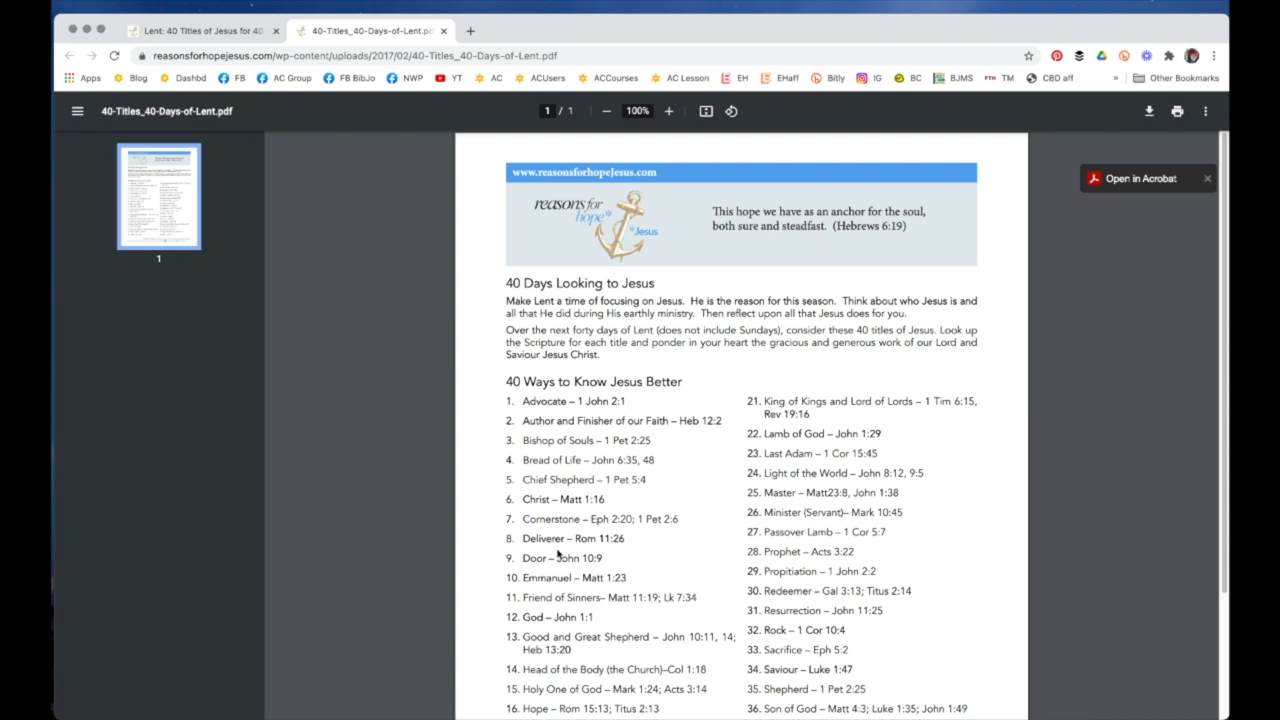 Lent: 40 Titles of Jesus for 40
40-Titles_40-Days-of-Lent.pd
reasonsforhopejesus.com/wp-content/uploads/2017/02/40-Titles_40-Days-of-Lent.pdf
Apps Blog Dashbd FB AC Group FB BibJo NWP YT AC ACUsers ACCourses AC Lesson EH EHaff Bitly IG BC BJMS FTH TM CBD aff » Other Bookmarks
40-Titles_40-Days-of-Lent.pdf
1 / 1
100%
Open in Acrobat
1
www.reasonsforhopeJesus.com
reasons for
hope
in Jesus
This hope we have as an anchor for the soul,
both sure and steadfast. (Hebrews 6:19)
40 Days Looking to Jesus
Make Lent a time of focusing on Jesus. He is the reason for this season. Think about who Jesus is and
all that He did during His earthly ministry. Then reflect upon all that Jesus does for you.
Over the next forty days of Lent (does not include Sundays), consider these 40 titles of Jesus. Look up
the Scripture for each title and ponder in your heart the gracious and generous work of our Lord and
Saviour Jesus Christ.
40 Ways to Know Jesus Better
1. Advocate – 1 John 2:1
2. Author and Finisher of our Faith – Heb 12:2
3. Bishop of Souls – 1 Pet 2:25
4. Bread of Life – John 6:35, 48
5. Chief Shepherd – 1 Pet 5:4
6. Christ – Matt 1:16
7. Cornerstone – Eph 2:20; 1 Pet 2:6
8. Deliverer – Rom 11:26
9. Door – John 10:9
10. Emmanuel – Matt 1:23
11. Friend of Sinners– Matt 11:19; Lk 7:34
12. God – John 1:1
13. Good and Great Shepherd – John 10:11, 14;
Heb 13:20
14. Head of the Body (the Church)–Col 1:18
15. Holy One of God – Mark 1:24; Acts 3:14
16. Hope – Rom 15:13; Titus 2:13
21. King of Kings and Lord of Lords – 1 Tim 6:15,
Rev 19:16
22. Lamb of God – John 1:29
23. Last Adam – 1 Cor 15:45
24. Light of the World – John 8:12, 9:5
25. Master – Matt23:8, John 1:38
26. Minister (Servant)– Mark 10:45
27. Passover Lamb – 1 Cor 5:7
28. Prophet – Acts 3:22
29. Propitiation – 1 John 2:2
30. Redeemer – Gal 3:13; Titus 2:14
31. Resurrection – John 11:25
32. Rock – 1 Cor 10:4
33. Sacrifice – Eph 5:2
34. Saviour – Luke 1:47
35. Shepherd – 1 Pet 2:25
36. Son of God – Matt 4:3; Luke 1:35; John 1:49